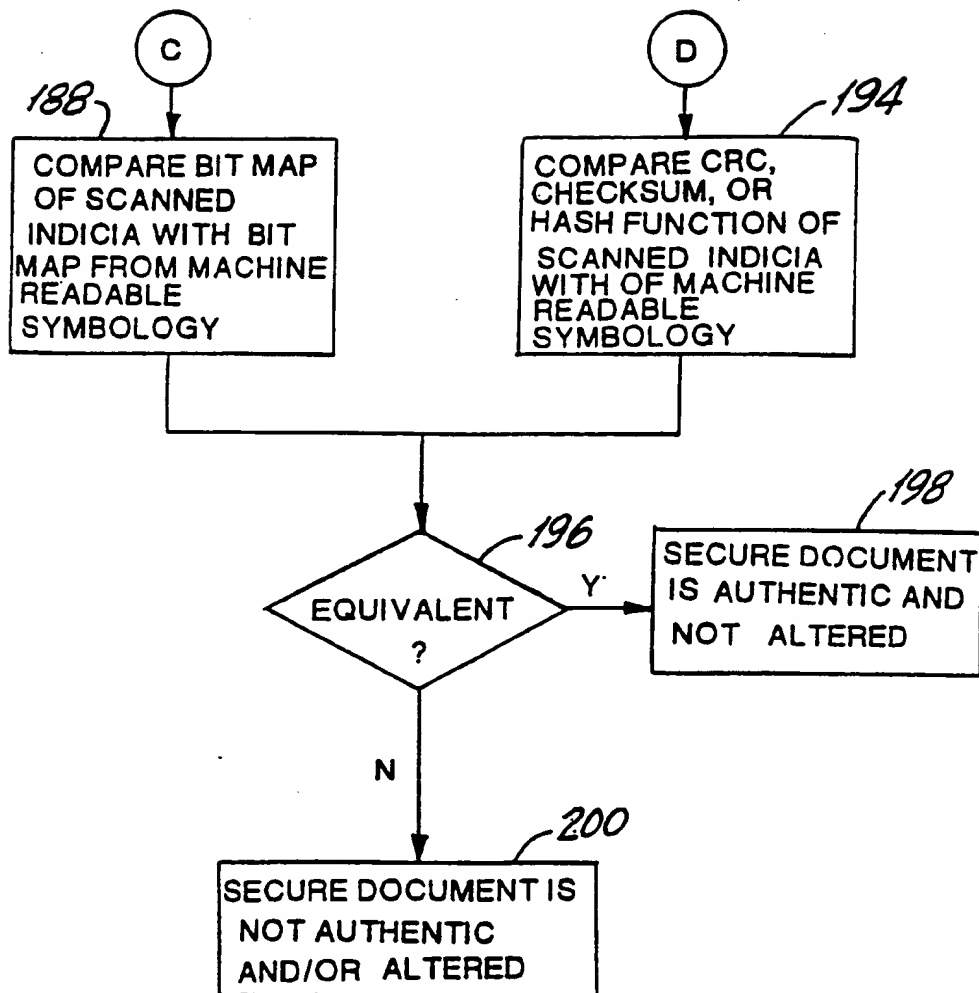 C
D
188
194
COMPARE BIT MAP
OF SCANNED
INDICIA WITH BIT
MAP FROM MACHINE
READABLE
SYMBOLOGY
COMPARE CRC,
CHECKSUM, OR
HASH FUNCTION OF
SCANNED INDICIA
WITH OF MACHINE
READABLE
SYMBOLOGY
196
EQUIVALENT
?
Y
198
SECURE DOCUMENT
IS AUTHENTIC AND
NOT ALTERED
N
200
SECURE DOCUMENT IS
NOT AUTHENTIC
AND/OR ALTERED